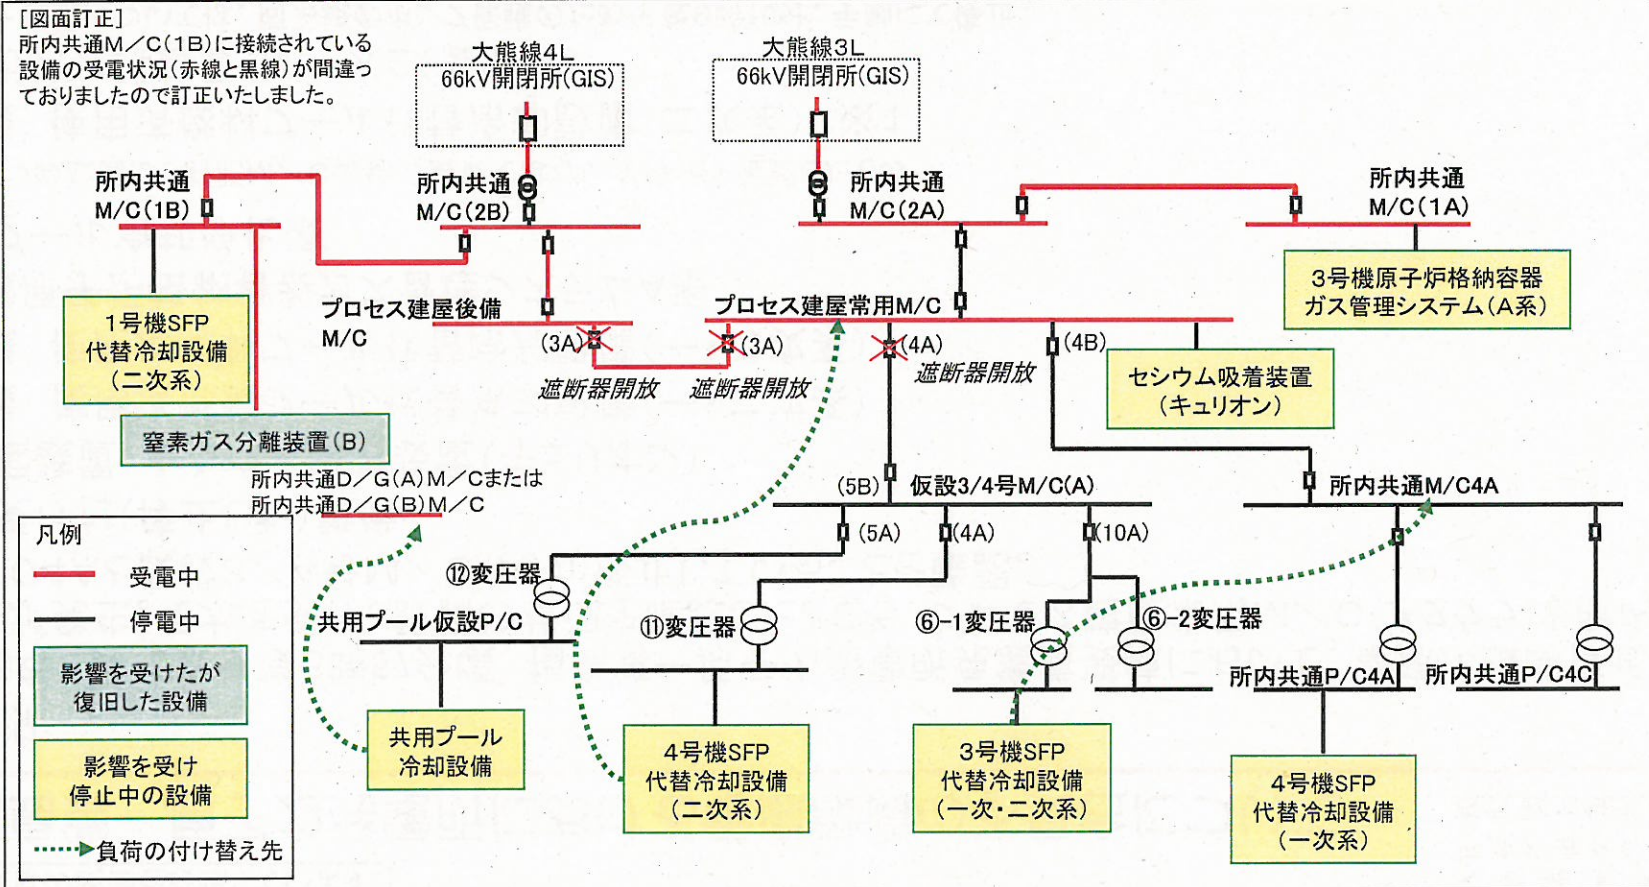 [図面訂正]
所内共通M／C(1B)に接続されている
設備の受電状況(赤線と黒線)が間違っ
ておりましたので訂正いたしました。
大熊線4L
66kV開閉所(GIS)
大熊線3L
66kV開閉所(GIS)
所内共通
M/C(1B)
所内共通
M/C(2B)
所内共通
M/C(2A)
所内共通
M/C(1A)
1号機SFP
代替冷却設備
(二次系)
窒素ガス分離装置(B)
プロセス建屋後備
M/C
(3A)
遮断器開放
プロセス建屋常用M/C
(3A)
遮断器開放
(4A)
遮断器開放
(4B)
3号機原子炉格納容器
ガス管理システム(A系)
セシウム吸着装置
(キュリオン)
所内共通D／G(A)M／Cまたは
所内共通D／G(B)M／C
(5B)
仮設3/4号M/C(A)
(5A)
(4A)
(10A)
所内共通M/C4A
⑫変圧器
共用プール仮設P/C
⑪変圧器
⑥-1変圧器
⑥-2変圧器
所内共通P/C4A
所内共通P/C4C
共用プール
冷却設備
4号機SFP
代替冷却設備
(二次系)
3号機SFP
代替冷却設備
(一次・二次系)
4号機SFP
代替冷却設備
(一次系)
凡例
受電中
停電中
影響を受けたが
復旧した設備
影響を受け
停止中の設備
負荷の付け替え先